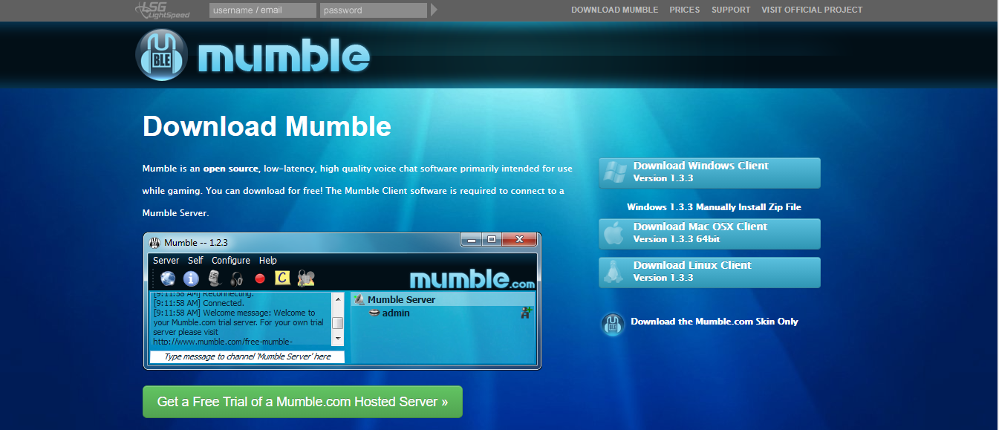 LSG LightSpeed
username / email
password
DOWNLOAD MUMBLE
PRICES
SUPPORT
VISIT OFFICIAL PROJECT
BLE
mumble
Download Mumble
Mumble is an open source, low-latency, high quality voice chat software primarily intended for use
while gaming. You can download for free! The Mumble Client software is required to connect to a
Mumble Server.
Mumble -- 1.2.3
Server Self Configure Help
C
mumble.com
[9:11:58 AM] Reconnecting.
[9:11:58 AM] Connected.
[9:11:58 AM] Welcome message: Welcome to
your Mumble.com trial server. For your own trial
server please visit
http://www.mumble.com/free-mumble-
Type message to channel 'Mumble Server' here
Mumble Server
admin
Get a Free Trial of a Mumble.com Hosted Server »
Download Windows Client
Version 1.3.3
Windows 1.3.3 Manually Install Zip File
Download Mac OSX Client
Version 1.3.3 64bit
Download Linux Client
Version 1.3.3
BLE
Download the Mumble.com Skin Only